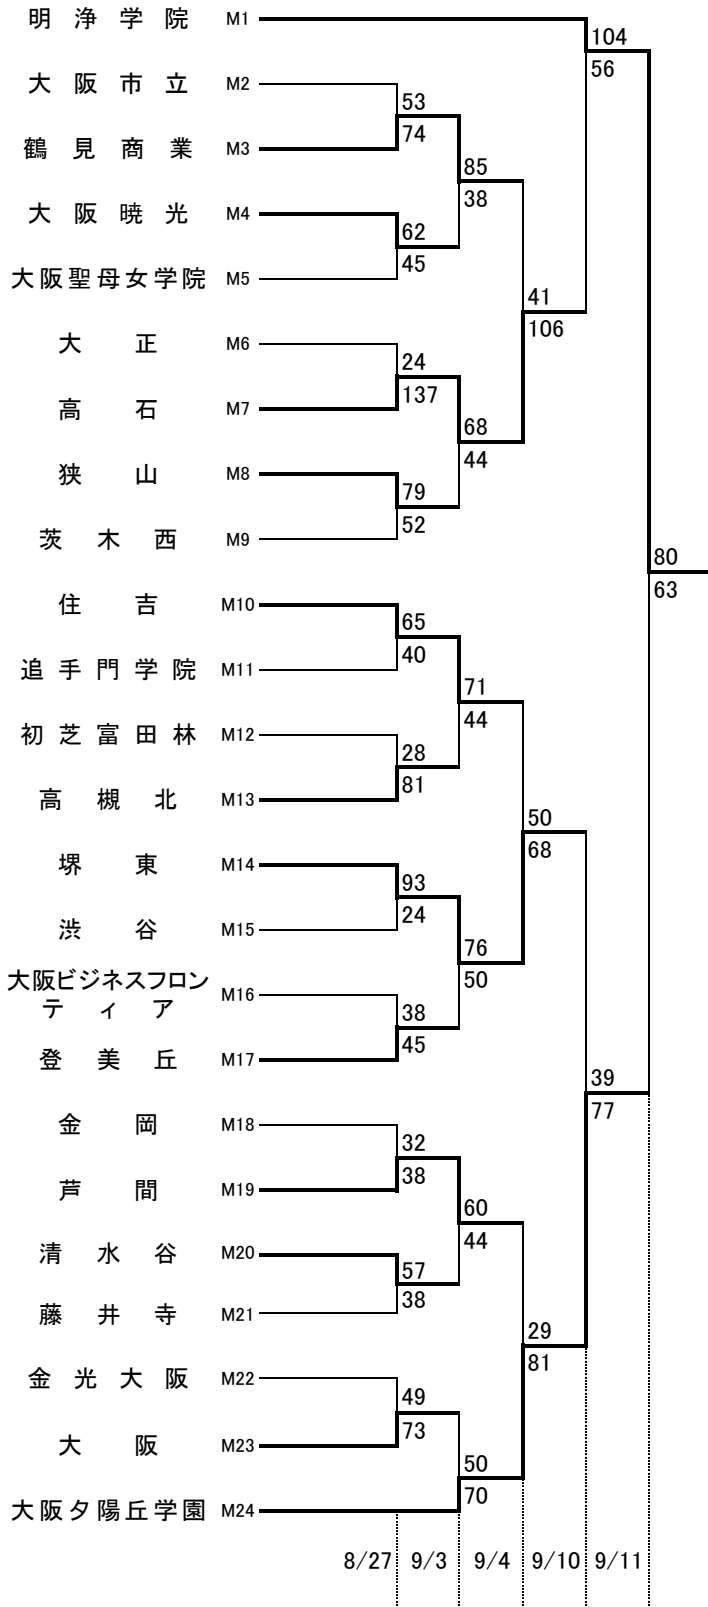 明浄学院 M1
104
56
大阪市立 M2
53
74
鶴見商業 M3
85
38
大阪暁光 M4
62
45
大阪聖母女学院 M5
41
106
大正 M6
24
137
高石 M7
68
44
狭山 M8
79
52
茨木西 M9
80
63
住吉 M10
65
40
追手門学院 M11
71
44
初芝富田林 M12
28
81
高槻北 M13
50
68
堺東 M14
93
24
渋谷 M15
76
50
大阪ビジネスフロン
ティア M16
38
45
登美丘 M17
39
77
金岡 M18
32
38
芦間 M19
60
44
清水谷 M20
57
38
藤井寺 M21
29
81
金光大阪 M22
49
73
大阪 M23
50
70
大阪夕陽丘学園 M24
8/27 9/3 9/4 9/10 9/11